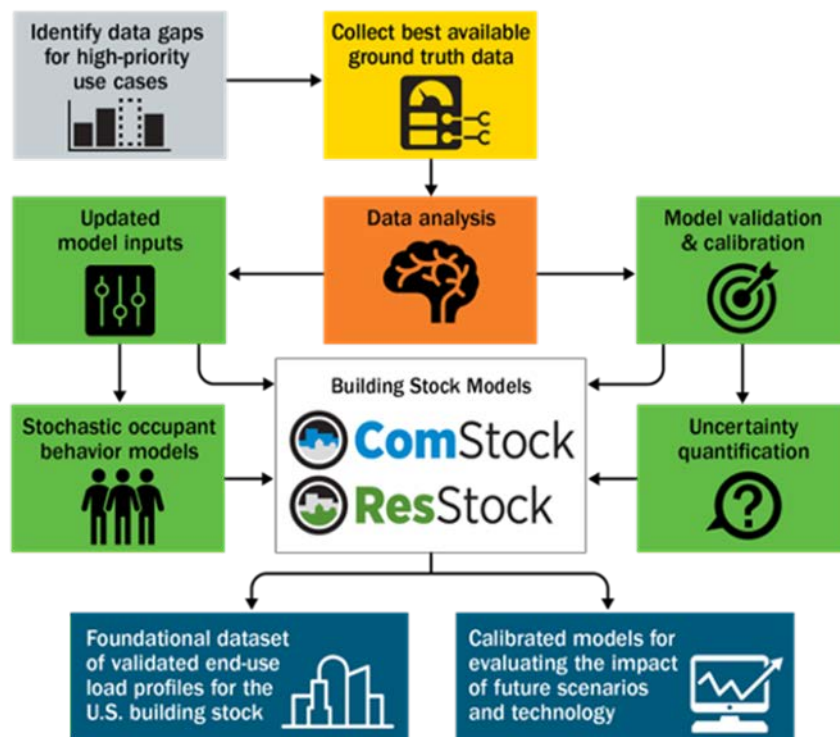 Identify data gaps
for high-priority
use cases
Collect best available
ground truth data
Updated
model inputs
Data analysis
Model validation
& calibration
Building Stock Models
ComStock
ResStock
Stochastic occupant
behavior models
Uncertainty
quantification
?
Foundational dataset
of validated end-use
load profiles for the
U.S. building stock
Calibrated models for
evaluating the impact
of future scenarios
and technology